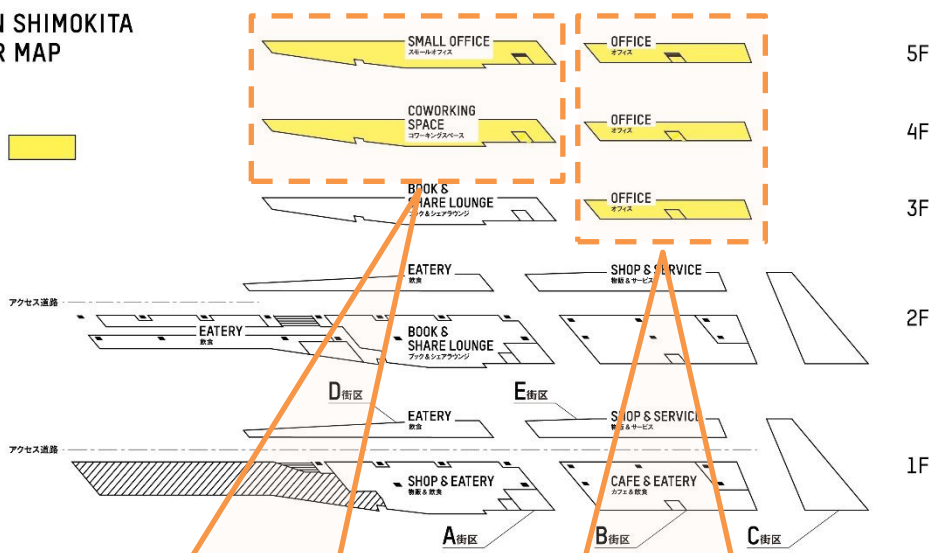 N SHIMOKITA
R MAP
SMALL OFFICE
スモールオフィス
OFFICE
オフィス
5F
COWORKING
SPACE
コワーキングスペース
OFFICE
オフィス
4F
BOOK &
SHARE LOUNGE
ブック&シェアラウンジ
OFFICE
オフィス
3F
EATERY
飲食
SHOP & SERVICE
物販&サービス
アクセス道路
EATERY
飲食
BOOK &
SHARE LOUNGE
ブック&シェアラウンジ
2F
D街区
E街区
EATERY
飲食
SHOP & SERVICE
物販&サービス
アクセス道路
SHOP & EATERY
物販&飲食
CAFE & EATERY
カフェ&飲食
1F
A街区
B街区
C街区